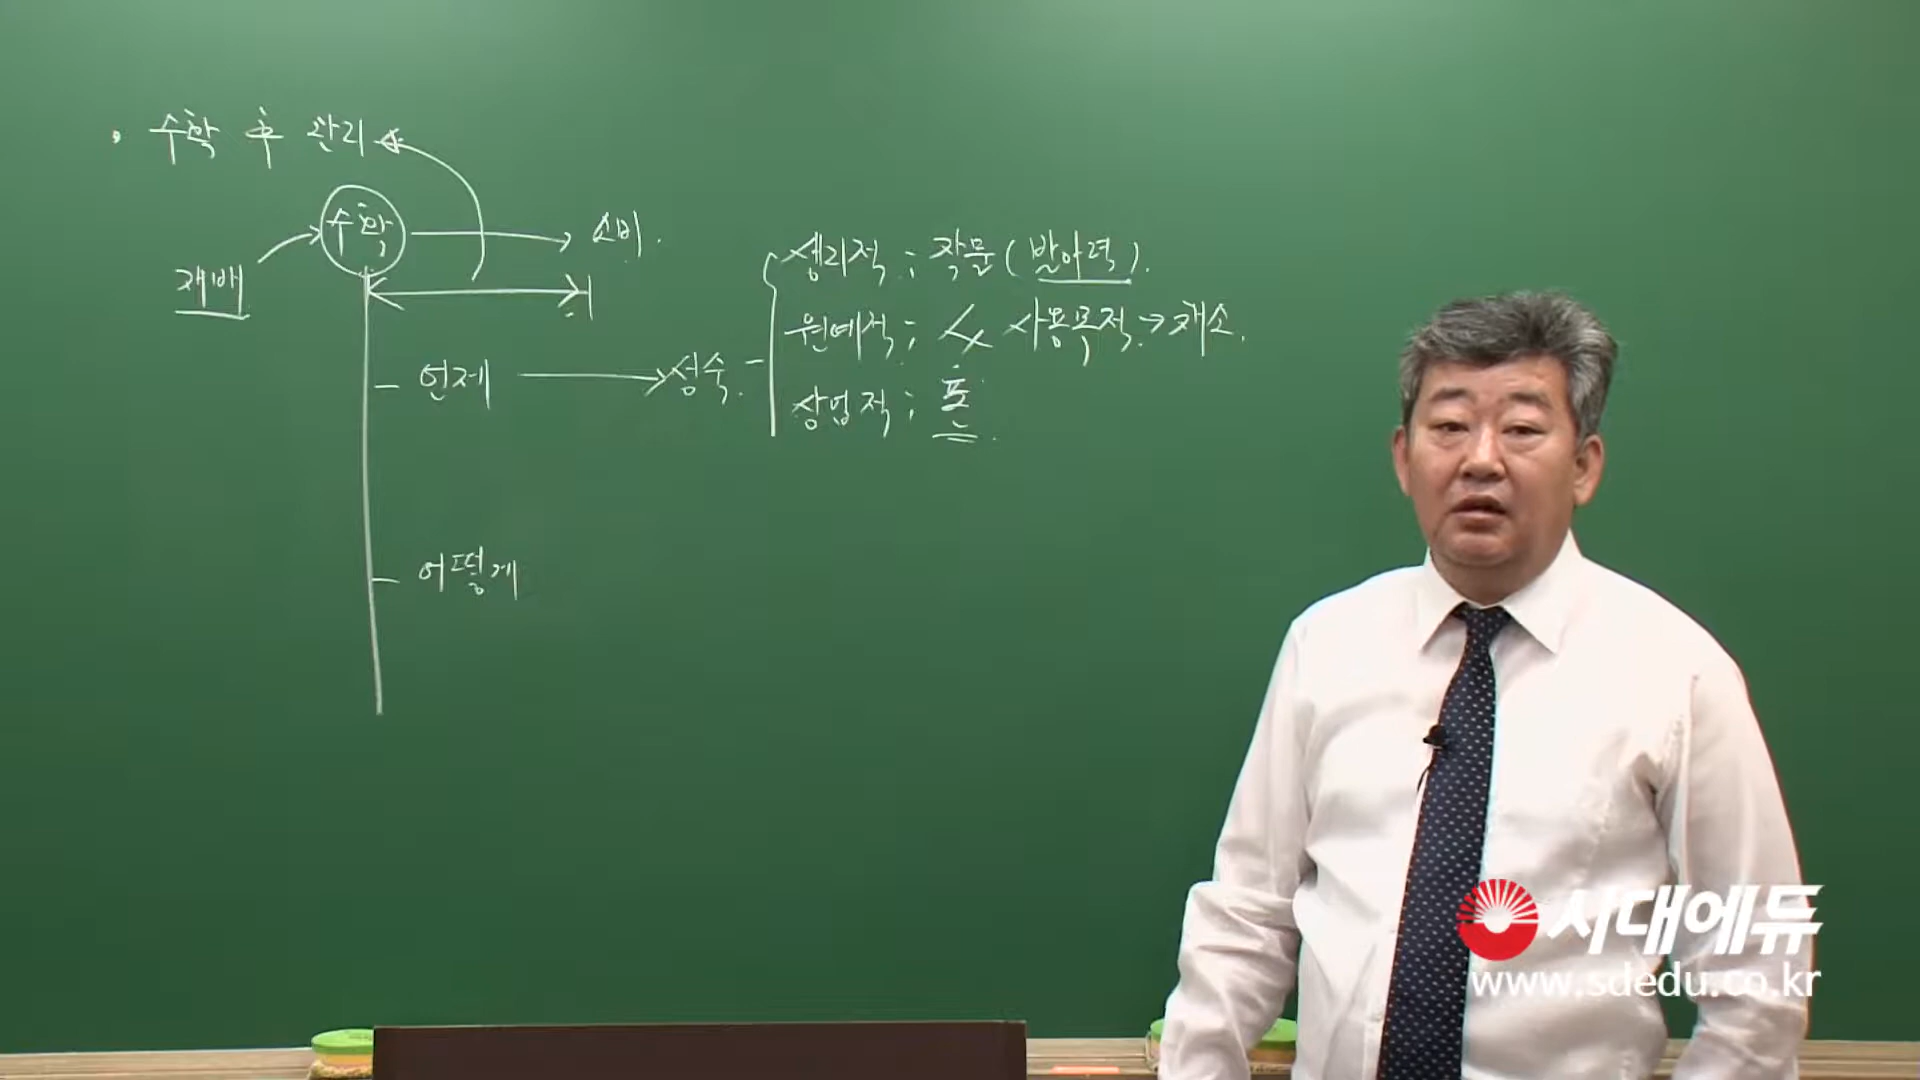 · 수확 후 관리
재배 → 수확 → 소비.
언제 → 성숙.
생리적 ; 작물 (발아력).
원예적 ; 人 사용목적 → 채소.
상업적 ; 돈.
어떻게
시대에듀
www.sdedu.co.kr